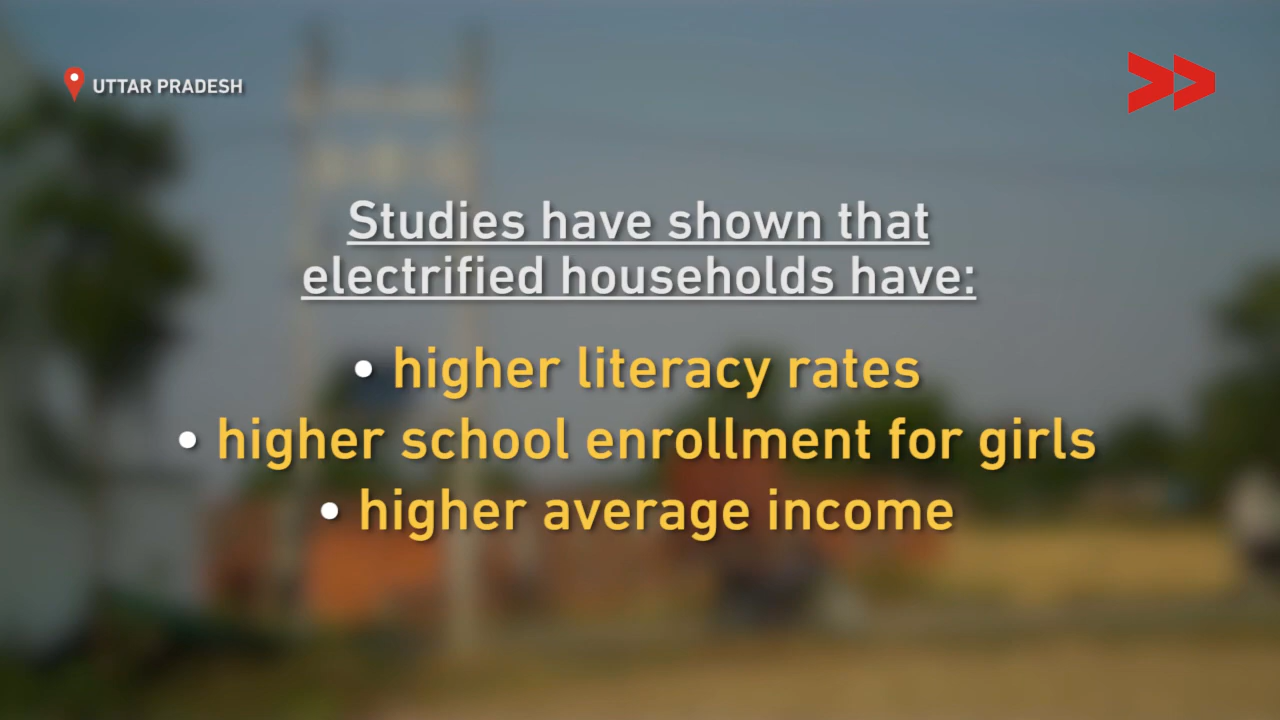 UTTAR PRADESH
Studies have shown that
electrified households have:
• higher literacy rates
• higher school enrollment for girls
• higher average income